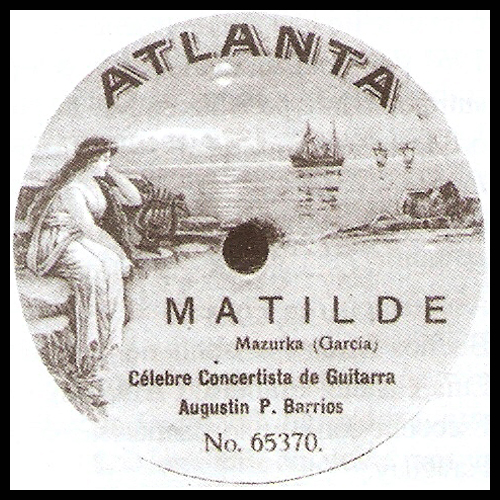 ATLANTA
MATILDE
Mazurka (García)
Célebre Concertista de Guitarra
Augustin P. Barrios
No. 65370.